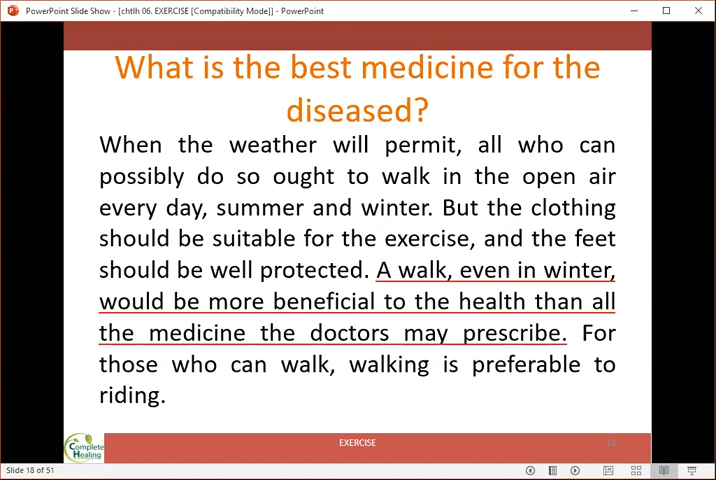 PowerPoint Slide Show - [chtlh 06. EXERCISE [Compatibility Mode]] - PowerPoint
What is the best medicine for the
diseased?
When the weather will permit, all who can
possibly do so ought to walk in the open air
every day, summer and winter. But the clothing
should be suitable for the exercise, and the feet
should be well protected. A walk, even in winter,
would be more beneficial to the health than all
the medicine the doctors may prescribe. For
those who can walk, walking is preferable to
riding.
Complete
Healing
EXERCISE
18
Slide 18 of 51